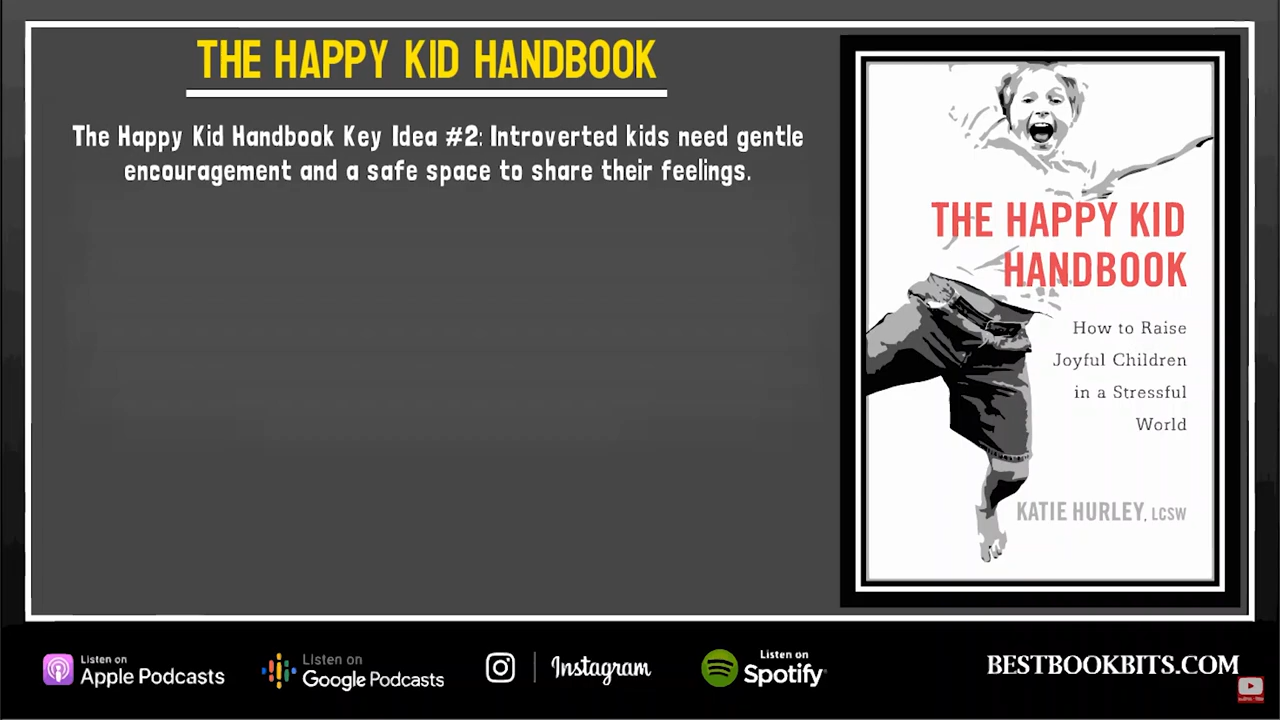 THE HAPPY KID HANDBOOK
The Happy Kid Handbook Key Idea #2: Introverted kids need gentle
encouragement and a safe space to share their feelings.
THE HAPPY KID
HANDBOOK
How to Raise
Joyful Children
in a Stressful
World
KATIE HURLEY, LCSW
Listen on
Apple Podcasts
Listen on
Google Podcasts
Instagram
Listen on
Spotify
BESTBOOKBITS.COM